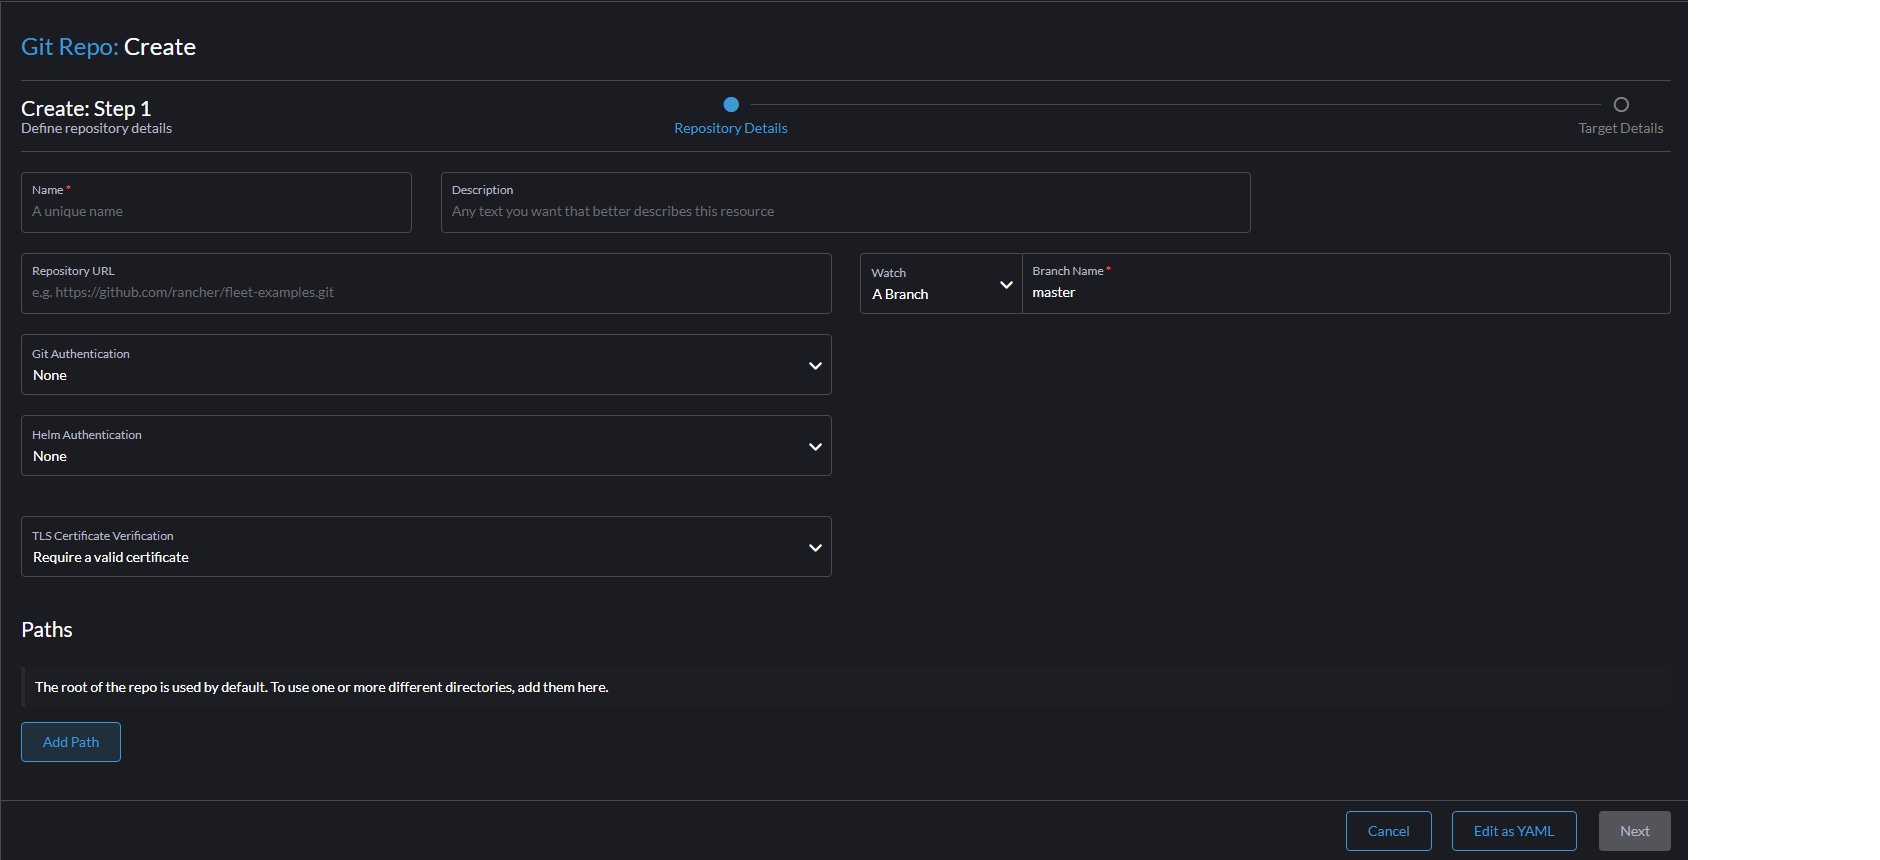 Git Repo: Create
Create: Step 1
Define repository details
Repository Details
Target Details
Name *
A unique name
Description
Any text you want that better describes this resource
Repository URL
e.g. https://github.com/rancher/fleet-examples.git
Watch
A Branch
Branch Name *
master
Git Authentication
None
Helm Authentication
None
TLS Certificate Verification
Require a valid certificate
Paths
The root of the repo is used by default. To use one or more different directories, add them here.
Add Path
Cancel
Edit as YAML
Next